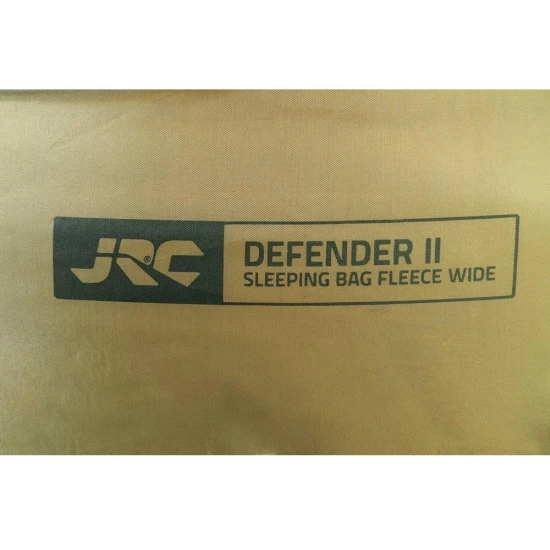 JRC®
DEFENDER II
SLEEPING BAG FLEECE WIDE